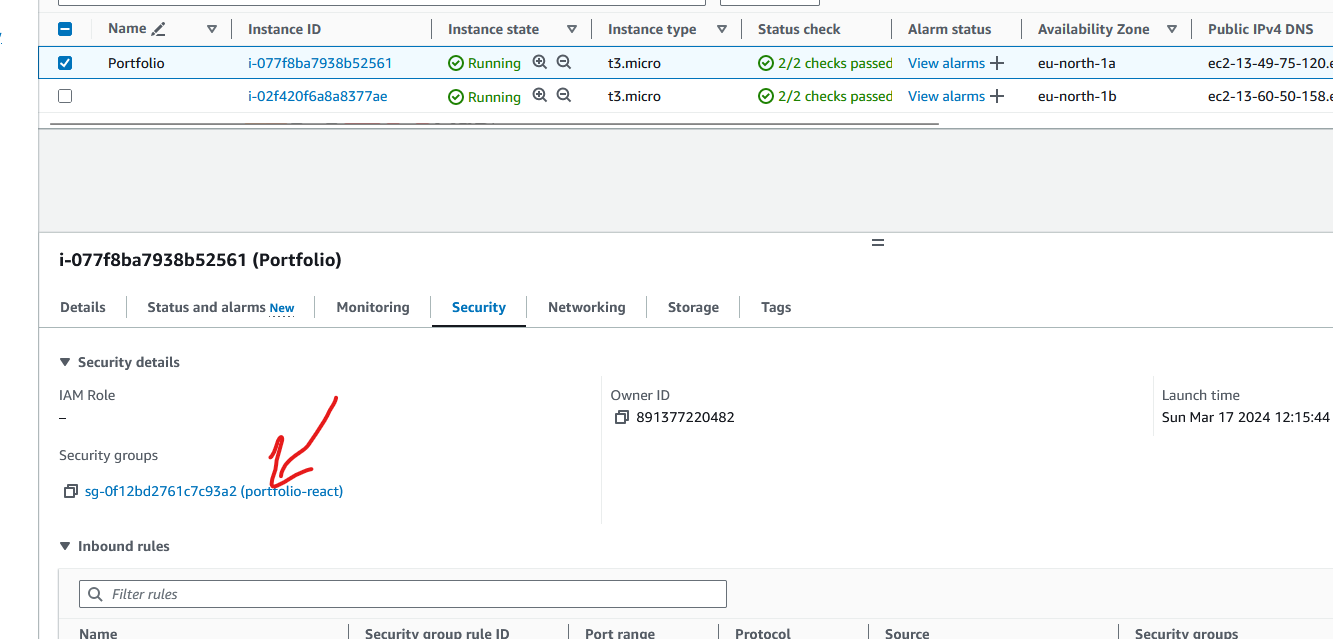 Name Instance ID Instance state Instance type Status check Alarm status Availability Zone Public IPv4 DNS
Portfolio i-077f8ba7938b52561 Running t3.micro 2/2 checks passed View alarms + eu-north-1a ec2-13-49-75-120.e
i-02f420f6a8a8377ae Running t3.micro 2/2 checks passed View alarms + eu-north-1b ec2-13-60-50-158.e
i-077f8ba7938b52561 (Portfolio)
Details Status and alarms New Monitoring Security Networking Storage Tags
Security details
IAM Role Owner ID Launch time
– 891377220482 Sun Mar 17 2024 12:15:44
Security groups
sg-0f12bd2761c7c93a2 (portfolio-react)
Inbound rules
Filter rules
Name Security group rule ID Port range Protocol Source Security groups